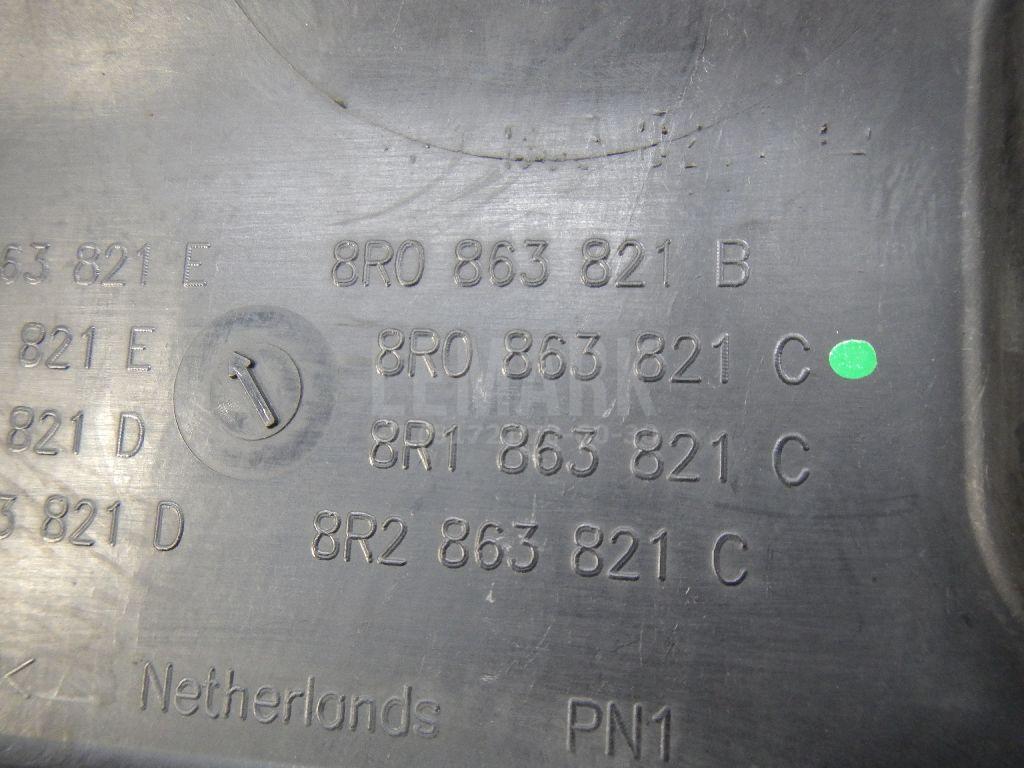 63 821 E 8R0 863 821 B
821 E 8R0 863 821 C
LEMARK
821 D 8R1 863 821 C
3 821 D 8R2 863 821 C
< Netherlands PN1